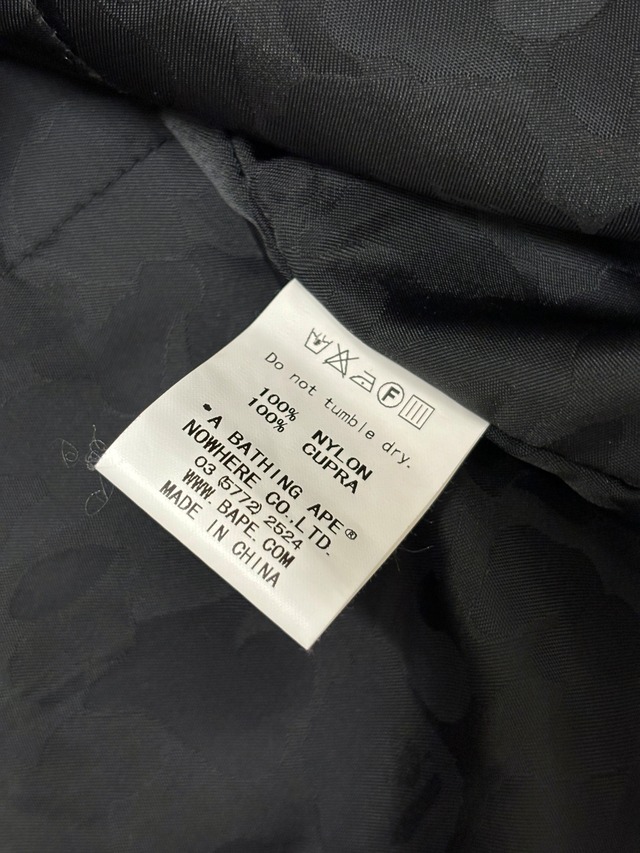 F
Do not tumble dry.
100% NYLON
100% CUPRA
A BATHING APE®
NOWHERE CO.,LTD.
03 (5772) 2524
WWW. BAPE. COM
MADE IN CHINA